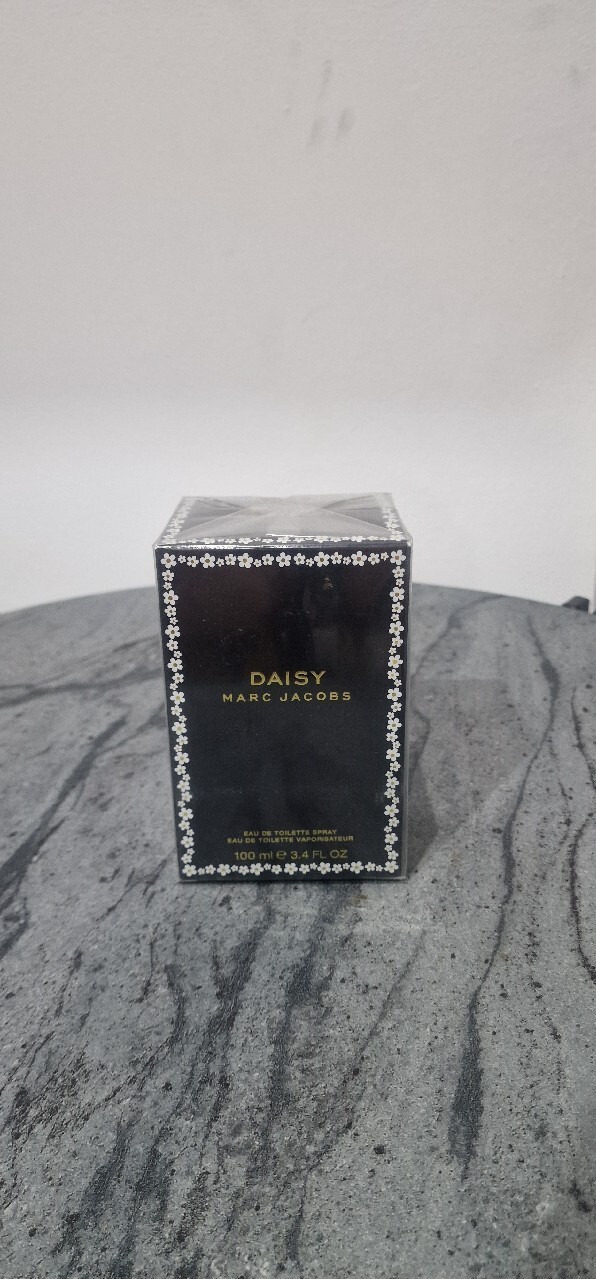 DAISY
MARC JACOBS
EAU DE TOILETTE SPRAY
EAU DE TOILETTE VAPORISATEUR
100 ml ℮ 3.4 FL OZ